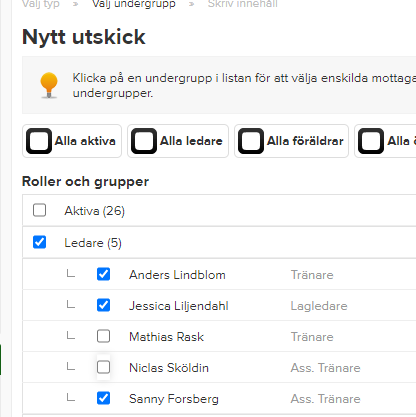 Välj typ » Välj undergrupp » Skriv innehåll
Nytt utskick
Klicka på en undergrupp i listan för att välja enskilda
undergrupper.
Alla aktiva Alla ledare Alla föräldrar Alla
Roller och grupper
Aktiva (26)
Ledare (5)
Anders Lindblom Tränare
Jessica Liljendahl Lagledare
Mathias Rask Tränare
Niclas Sköldin Ass. Tränare
Sanny Forsberg Ass. Tränare